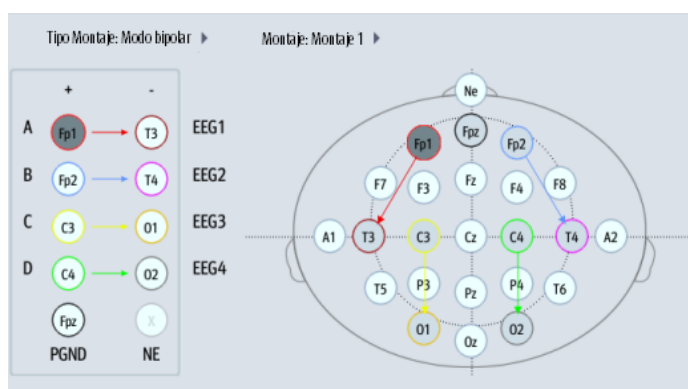 Tipo Montaje: Modo bipolar
Montaje: Montaje 1
+ -
A Fp1 T3 EEG1
B Fp2 T4 EEG2
C C3 O1 EEG3
D C4 O2 EEG4
Fpz X
PGND NE
Ne
Fp1 Fpz Fp2
F7 F3 Fz F4 F8
A1 T3 C3 Cz C4 T4 A2
T5 P3 Pz P4 T6
O1 Oz O2